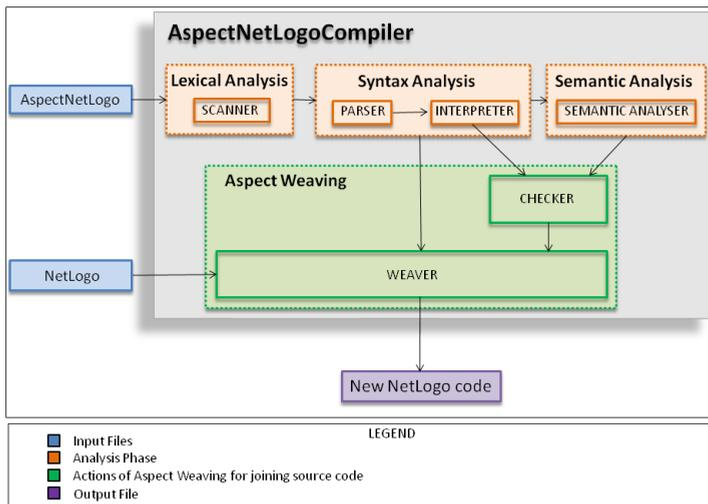 AspectNetLogoCompiler
Lexical Analysis
Syntax Analysis
Semantic Analysis
AspectNetLogo
SCANNER
PARSER
INTERPRETER
SEMANTIC ANALYSER
Aspect Weaving
CHECKER
NetLogo
WEAVER
New NetLogo code
LEGEND
Input Files
Analysis Phase
Actions of Aspect Weaving for joining source code
Output File